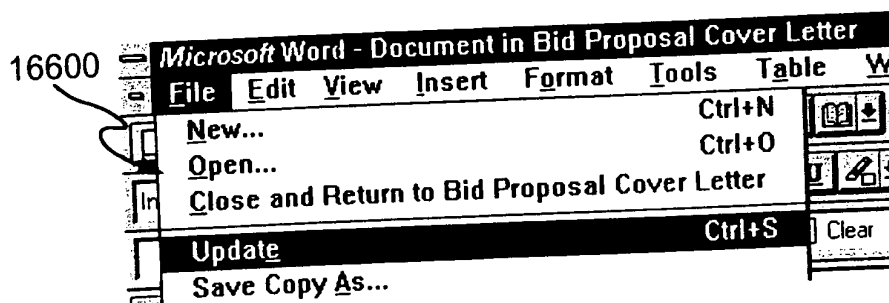 16600
Microsoft Word - Document in Bid Proposal Cover Letter
File Edit View Insert Format Tools Table
New... Ctrl+N
Open... Ctrl+O
Close and Return to Bid Proposal Cover Letter
Update Ctrl+S
Clear
Save Copy As...